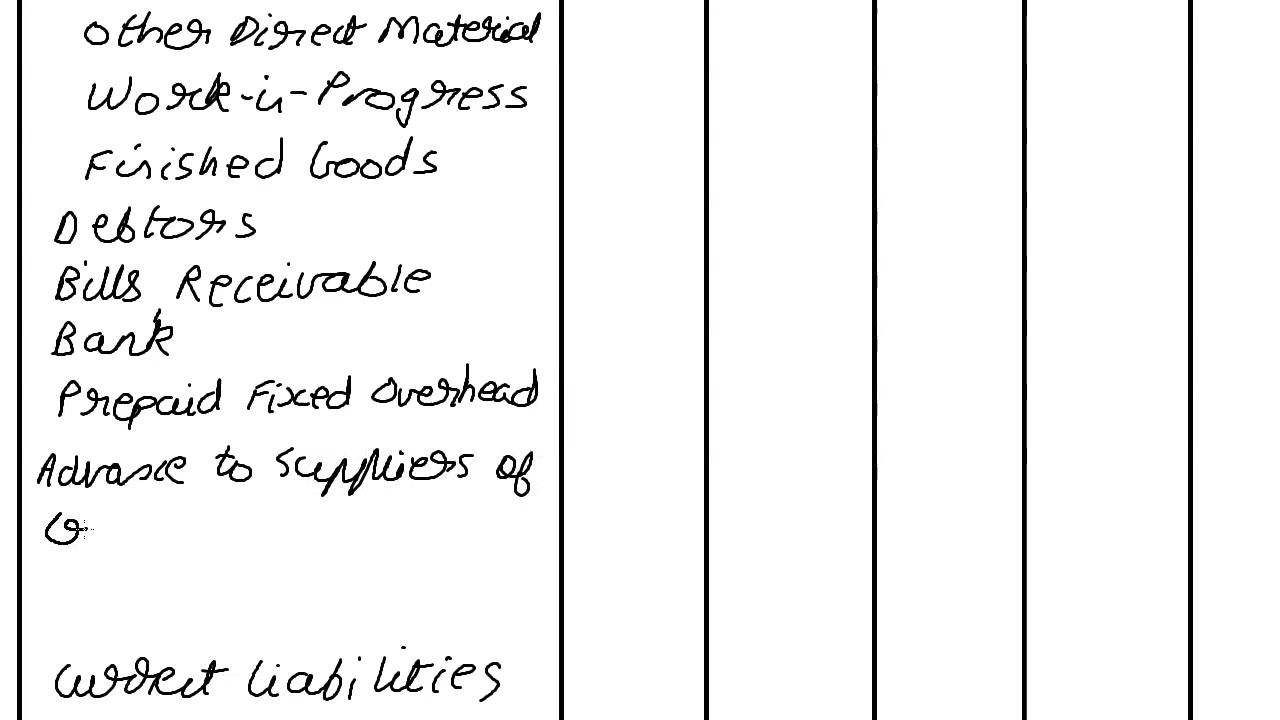 Other Direct Material
Work-in-Progress
Finished Goods
Debtors
Bills Receivable
Bank
Prepaid Fixed Overhead
Advance to Suppliers of
G
Current Liabilities